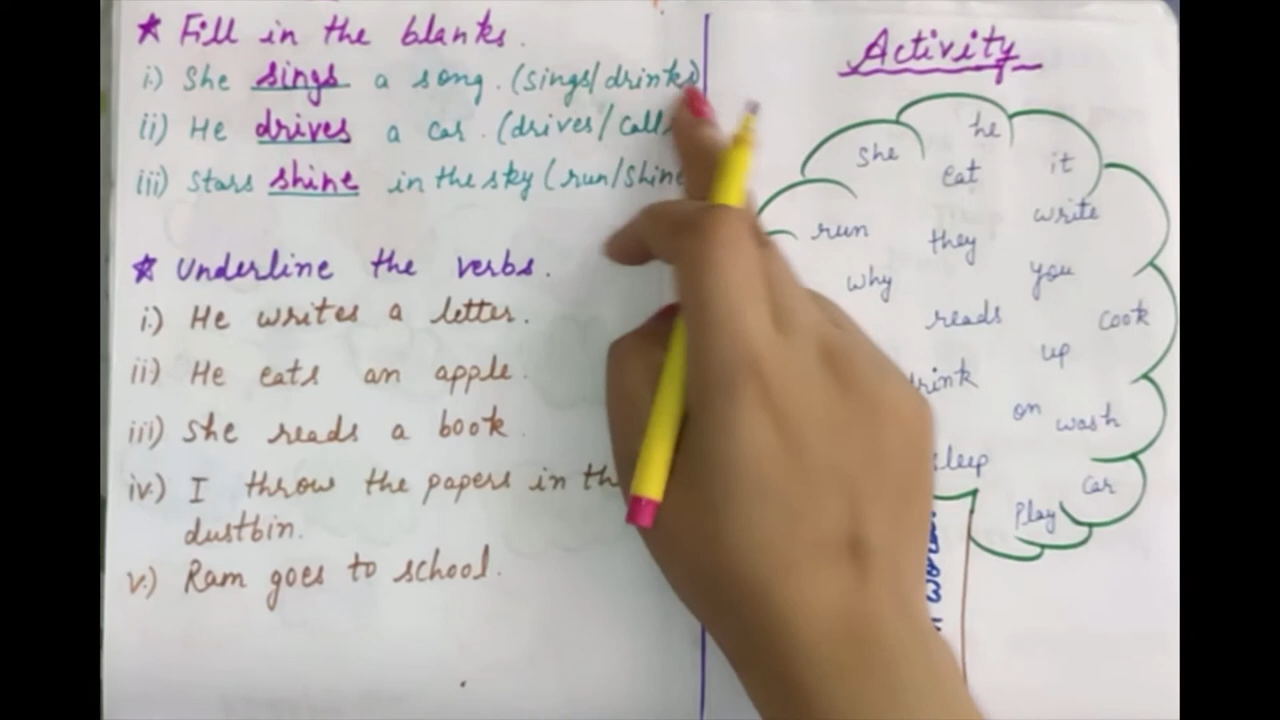 ★ Fill in the blanks.
i) She sings a song. (sings/drinks)
ii) He drives a car. (drives/call
iii) Stars shine in the sky (run/shine
★ Underline the verbs.
i.) He writes a letter.
ii) He eats an apple.
iii) She reads a book.
iv.) I throw the papers in
dustbin.
v.) Ram goes to school.
Activity
she he it
eat
run they write
why you
reads cook
up
on wash
car
Play